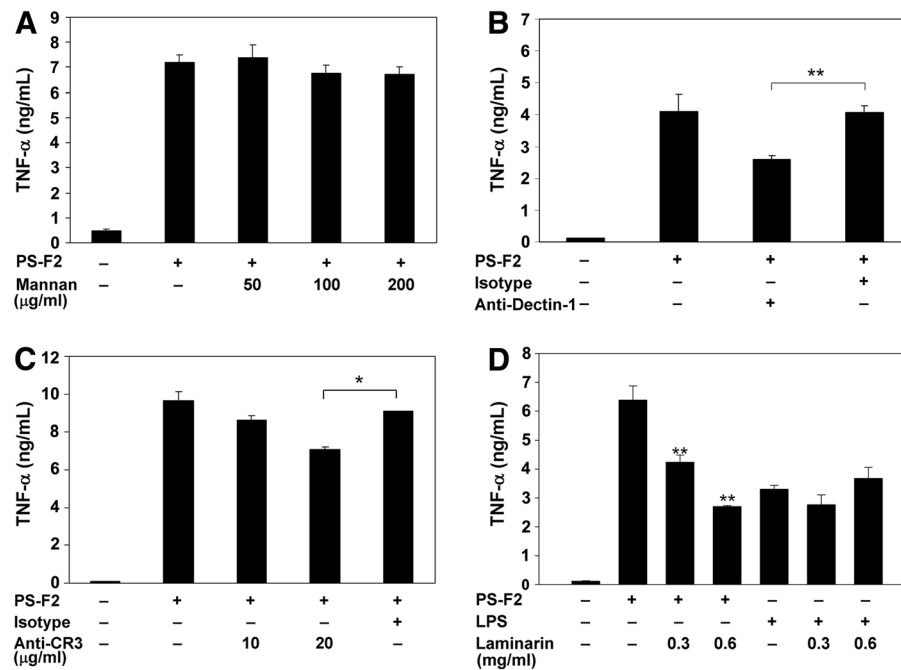 A
TNF-α (ng/mL)
9
8
7
6
5
4
3
2
1
0
PS-F2 – + + + +
Mannan – – 50 100 200
(μg/ml)
B
TNF-α (ng/mL)
7
6
5
4
3
2
1
0
**
PS-F2 – + + +
Isotype – – – +
Anti-Dectin-1 – – + –
C
TNF-α (ng/mL)
12
10
8
6
4
2
0
*
PS-F2 – + + + +
Isotype – – – – +
Anti-CR3 – – 10 20 –
(μg/ml)
D
TNF-α (ng/mL)
8
7
6
5
4
3
2
1
0
**
**
PS-F2 – + + + – – –
LPS – – – – + + +
Laminarin – – 0.3 0.6 – 0.3 0.6
(mg/ml)